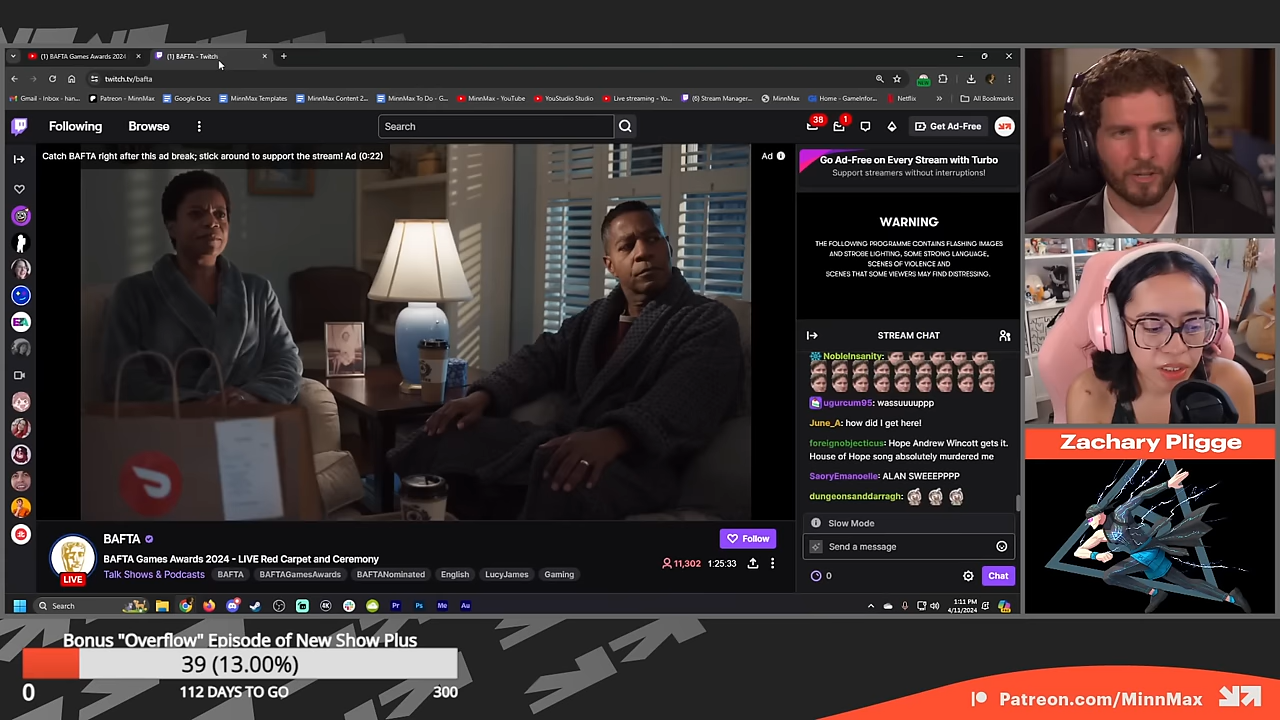 (1) BAFTA Games Awards 2024
(1) BAFTA - Twitch
twitch.tv/bafta
Gmail - Inbox - han...
Patreon - MinnMax
Google Docs
MinnMax Templates
MinnMax Content 2...
MinnMax To Do - G...
MinnMax - YouTube
YouStudio Studio
Live streaming - Yo...
(6) Stream Manager...
MinnMax
Home - GameInfor...
Netflix
»
All Bookmarks
Following
Browse
Search
38
1
Get Ad-Free
Catch BAFTA right after this ad break; stick around to support the stream! Ad (0:22)
Ad
Go Ad-Free on Every Stream with Turbo
Support streamers without interruptions!
WARNING
THE FOLLOWING PROGRAMME CONTAINS FLASHING IMAGES
AND STROBE LIGHTING, SOME STRONG LANGUAGE,
SCENES OF VIOLENCE AND
SCENES THAT SOME VIEWERS MAY FIND DISTRESSING.
STREAM CHAT
NobleInsanity:
ugurcum95: wassuuuuppp
June_A: how did I get here!
foreignobjecticus: Hope Andrew Wincott gets it.
House of Hope song absolutely murdered me
SaoryEmanoelle: ALAN SWEEEPPPP
dungeonsanddarragh:
Slow Mode
Send a message
0
Chat
BAFTA
Follow
BAFTA Games Awards 2024 - LIVE Red Carpet and Ceremony
11,302
1:25:33
LIVE
Talk Shows & Podcasts
BAFTA
BAFTAGamesAwards
BAFTANominated
English
LucyJames
Gaming
Search
1:11 PM
4/11/2024
Zachary Pligge
Bonus "Overflow" Episode of New Show Plus
39 (13.00%)
0
112 DAYS TO GO
300
Patreon.com/MinnMax